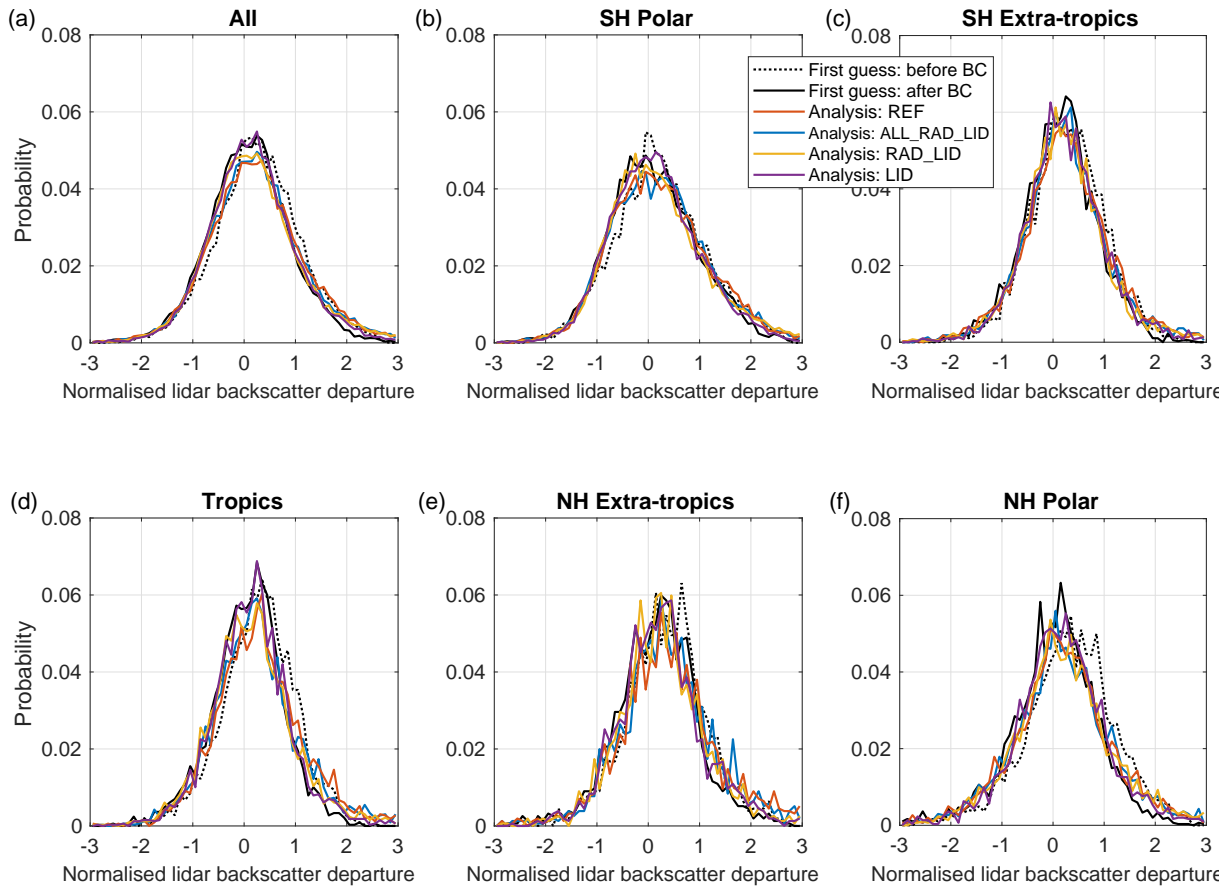 (a) All
(b) SH Polar
(c) SH Extra-tropics
0.08
0.06
0.04
0.02
0
Probability
-3 -2 -1 0 1 2 3
Normalised lidar backscatter departure
0.08
0.06
0.04
0.02
0
-3 -2 -1 0 1 2 3
Normalised lidar backscatter departure
0.08
0.06
0.04
0.02
0
-3 -2 -1 0 1 2 3
Normalised lidar backscatter departure
First guess: before BC
First guess: after BC
Analysis: REF
Analysis: ALL_RAD_LID
Analysis: RAD_LID
Analysis: LID
(d) Tropics
(e) NH Extra-tropics
(f) NH Polar
0.08
0.06
0.04
0.02
0
Probability
-3 -2 -1 0 1 2 3
Normalised lidar backscatter departure
0.08
0.06
0.04
0.02
0
-3 -2 -1 0 1 2 3
Normalised lidar backscatter departure
0.08
0.06
0.04
0.02
0
-3 -2 -1 0 1 2 3
Normalised lidar backscatter departure